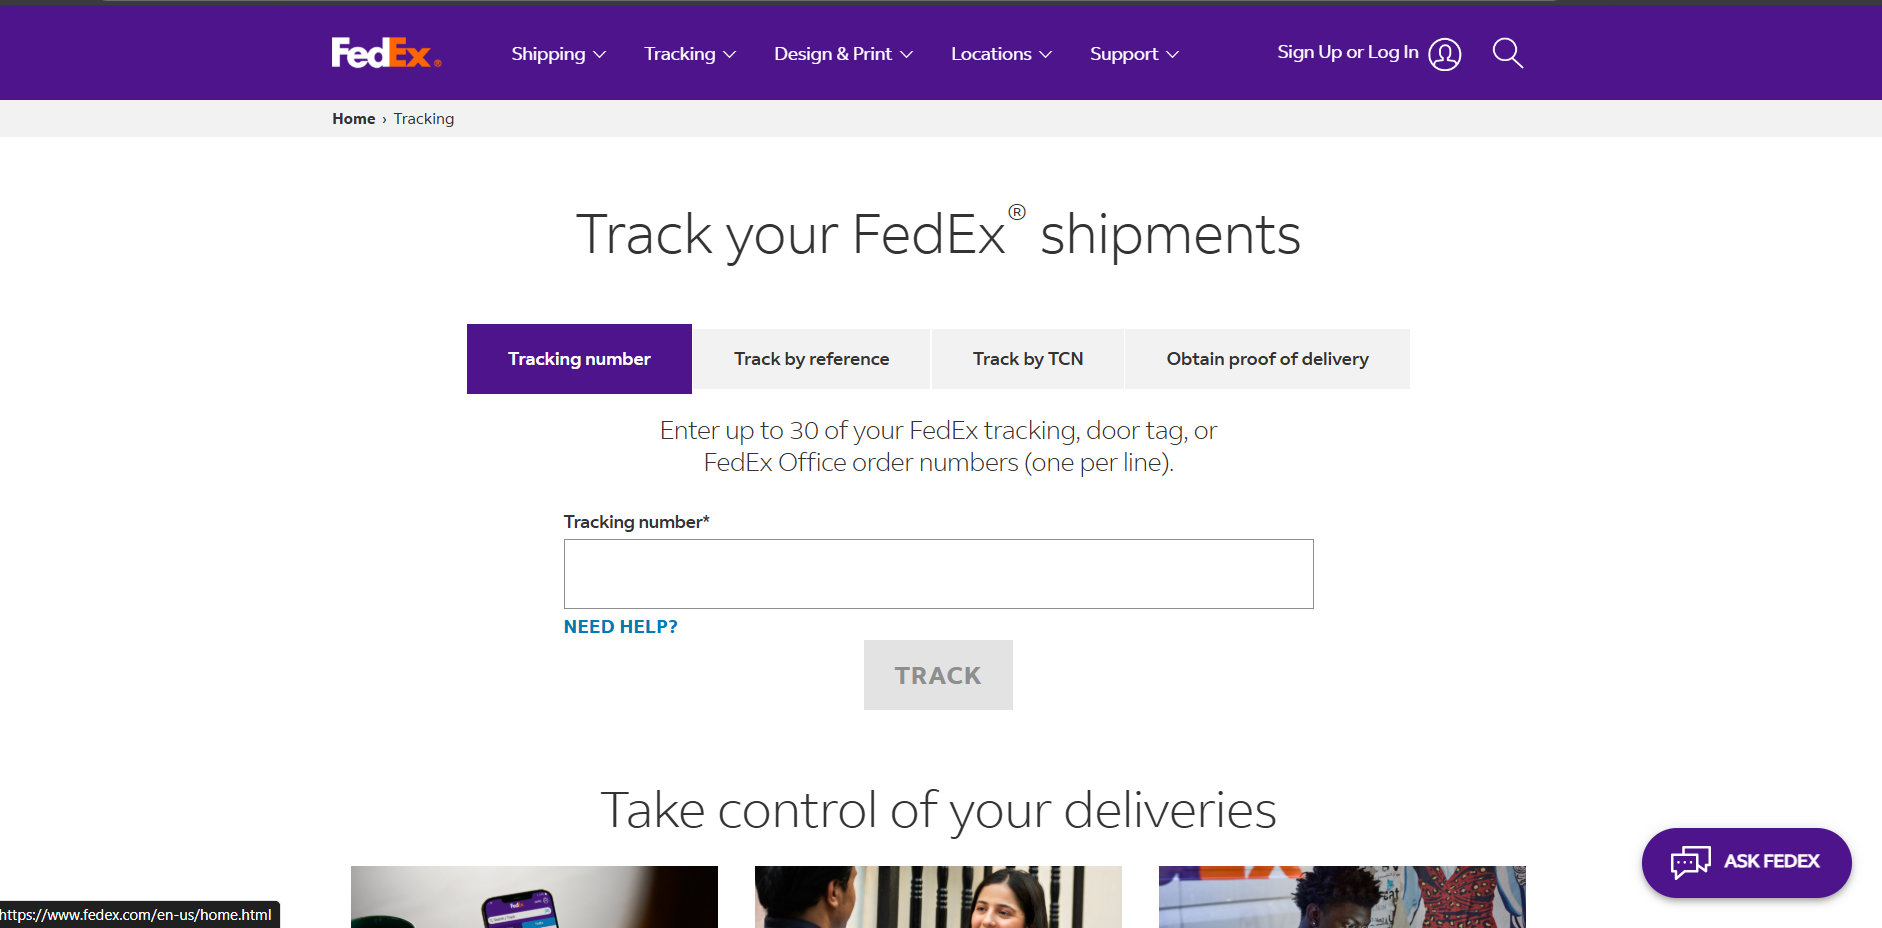 FedEx®
Shipping
Tracking
Design & Print
Locations
Support
Sign Up or Log In
Home › Tracking
Track your FedEx® shipments
Tracking number
Track by reference
Track by TCN
Obtain proof of delivery
Enter up to 30 of your FedEx tracking, door tag, or
FedEx Office order numbers (one per line).
Tracking number*
NEED HELP?
TRACK
Take control of your deliveries
ASK FEDEX
FedEx
https://www.fedex.com/en-us/home.html